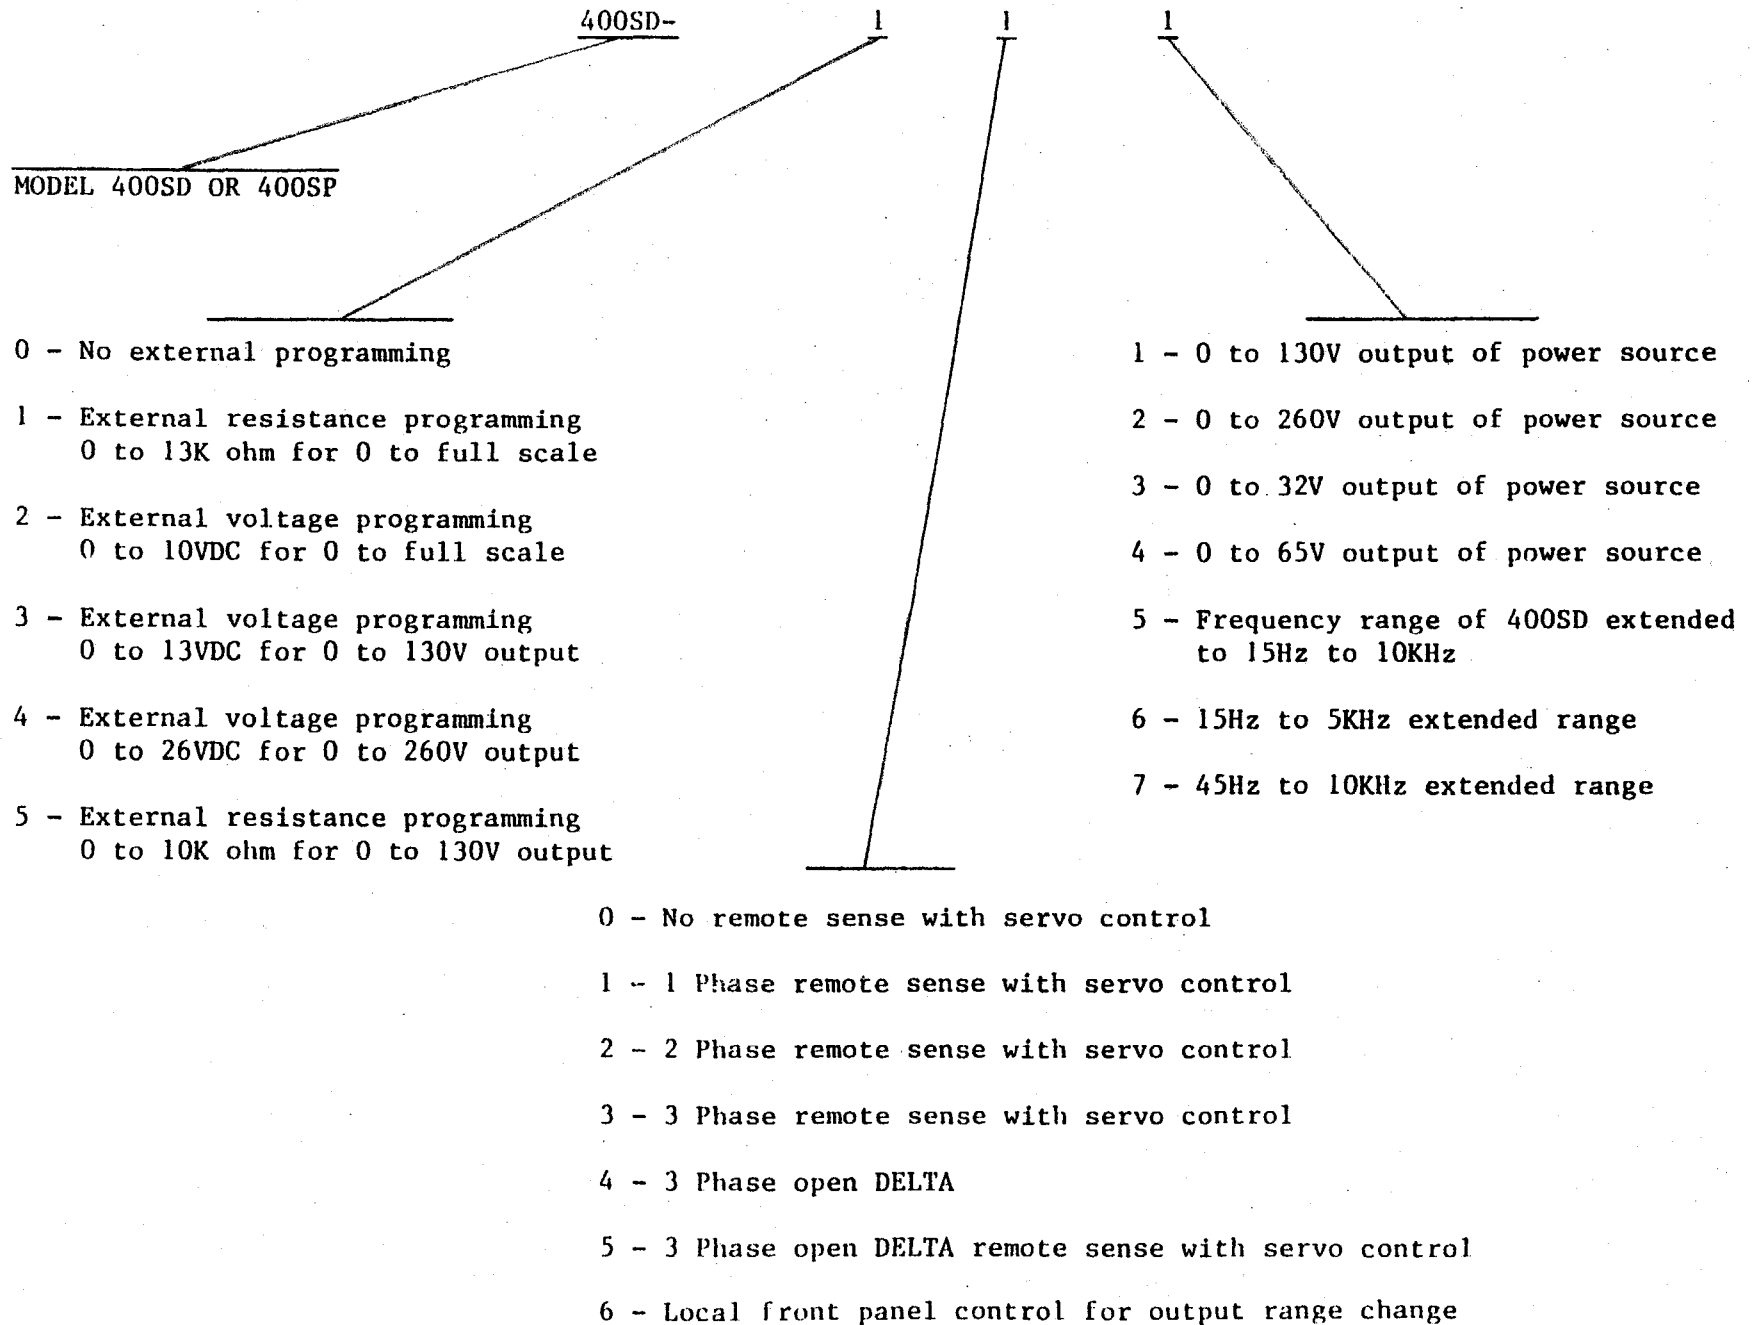 400SD- 1 1 1
MODEL 400SD OR 400SP
0 - No external programming
1 - External resistance programming
0 to 13K ohm for 0 to full scale
2 - External voltage programming
0 to 10VDC for 0 to full scale
3 - External voltage programming
0 to 13VDC for 0 to 130V output
4 - External voltage programming
0 to 26VDC for 0 to 260V output
5 - External resistance programming
0 to 10K ohm for 0 to 130V output
1 - 0 to 130V output of power source
2 - 0 to 260V output of power source
3 - 0 to 32V output of power source
4 - 0 to 65V output of power source
5 - Frequency range of 400SD extended
to 15Hz to 10KHz
6 - 15Hz to 5KHz extended range
7 - 45Hz to 10KHz extended range
0 - No remote sense with servo control
1 - 1 Phase remote sense with servo control
2 - 2 Phase remote sense with servo control
3 - 3 Phase remote sense with servo control
4 - 3 Phase open DELTA
5 - 3 Phase open DELTA remote sense with servo control
6 - Local front panel control for output range change